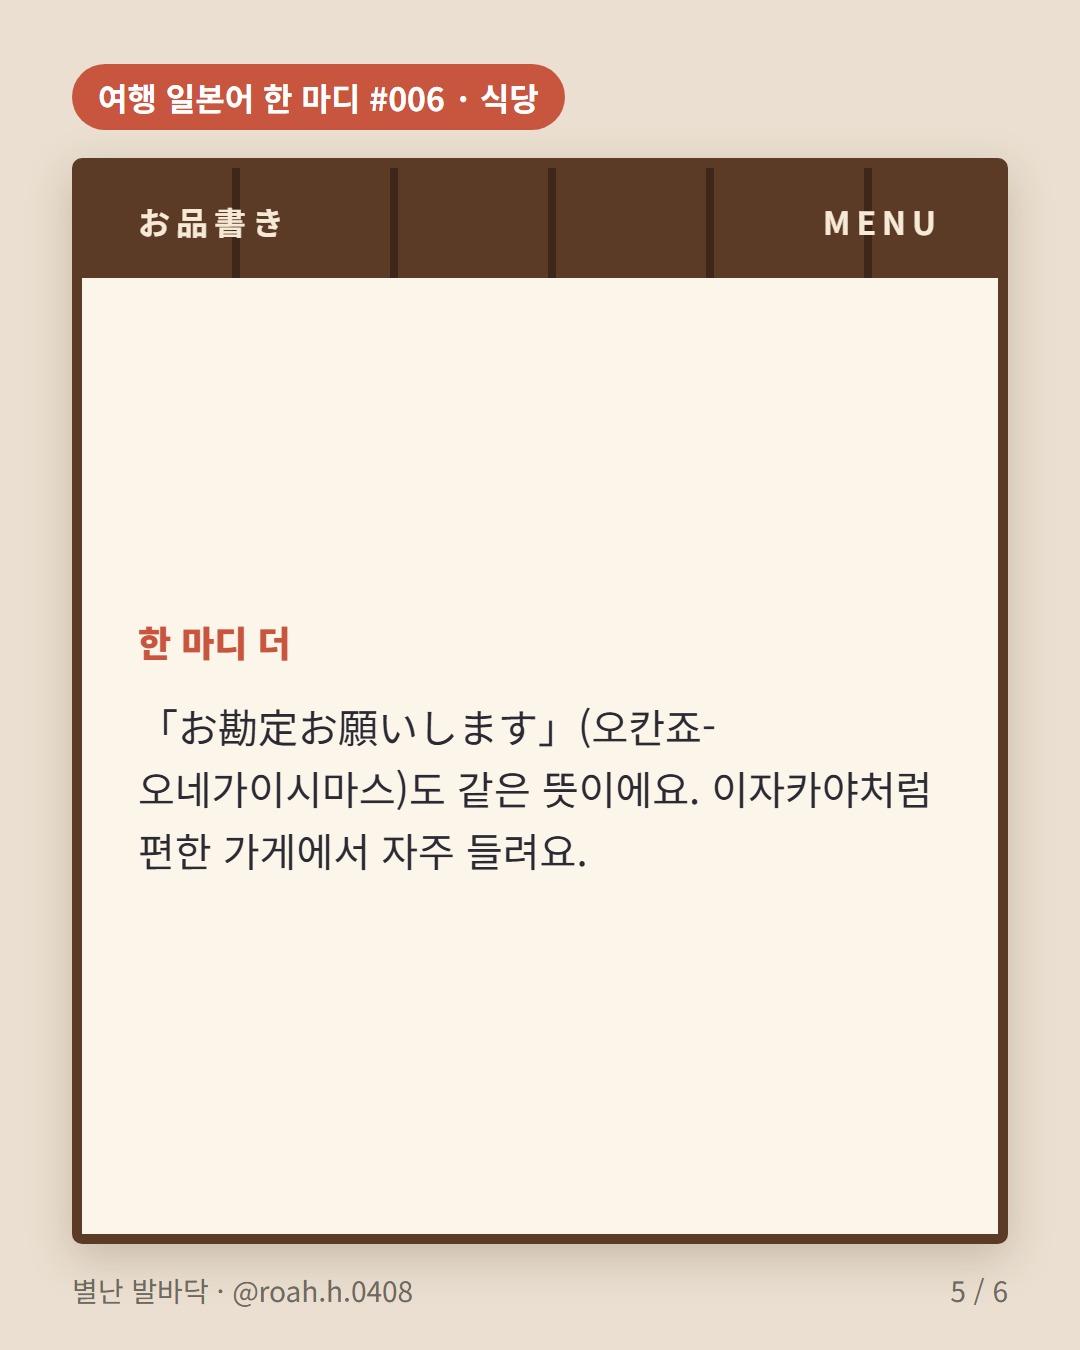 여행 일본어 한 마디 #006 · 식당
お品書き MENU
한 마디 더
「お勘定お願いします」(오칸죠-
오네가이시마스)도 같은 뜻이에요. 이자카야처럼
편한 가게에서 자주 들려요.
별난 발바닥 · @roah.h.0408 5 / 6